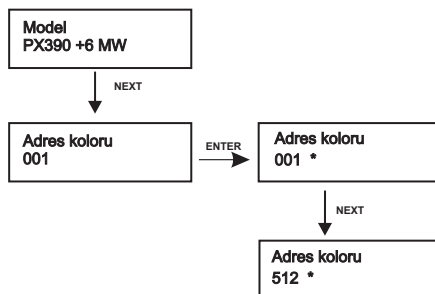 Model
PX390 +6 MW
NEXT
Adres koloru
001
ENTER
Adres koloru
001 *
NEXT
Adres koloru
512 *